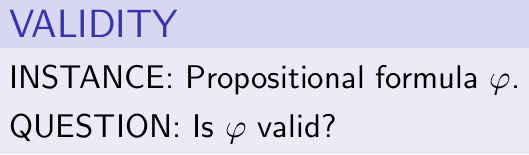 VALIDITY
INSTANCE: Propositional formula φ.
QUESTION: Is φ valid?